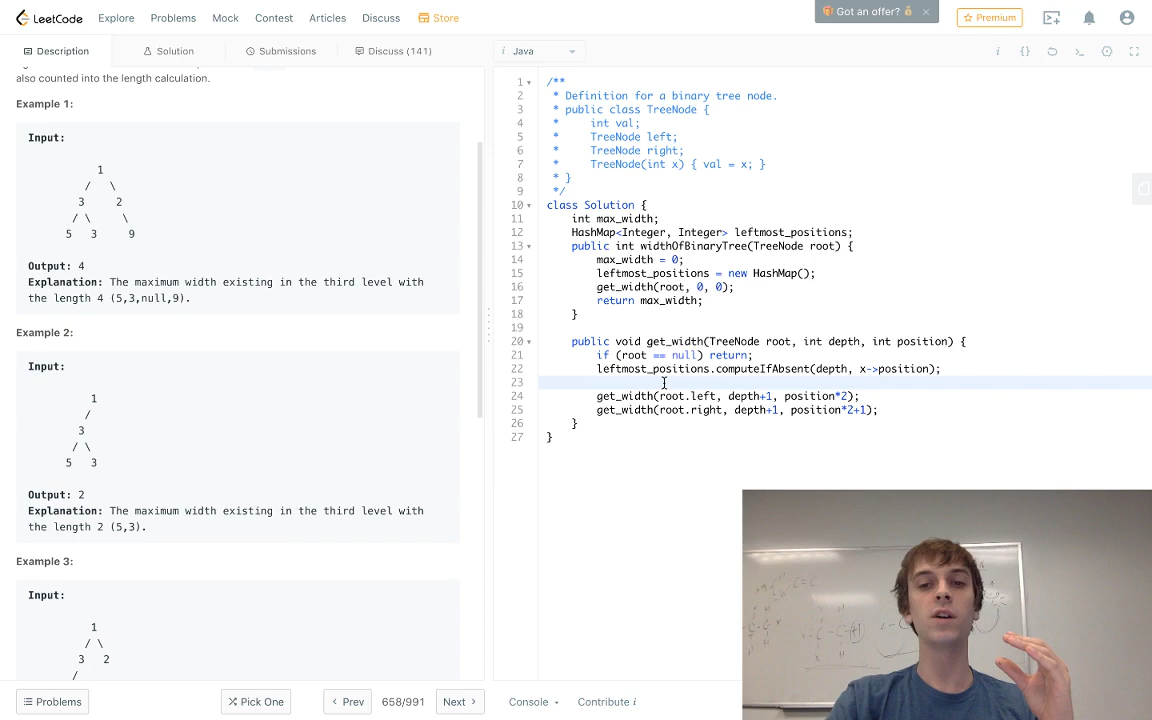 LeetCode Explore Problems Mock Contest Articles Discuss Store
Got an offer? ×
Premium
Description Solution Submissions Discuss (141)
i Java
also counted into the length calculation.
Example 1:
Input:
1
/ \
3 2
/ \ \
5 3 9
Output: 4
Explanation: The maximum width existing in the third level with
the length 4 (5,3,null,9).
Example 2:
Input:
1
/
3
/ \
5 3
Output: 2
Explanation: The maximum width existing in the third level with
the length 2 (5,3).
Example 3:
Input:
1
/ \
3 2
/
1 /**
2 * Definition for a binary tree node.
3 * public class TreeNode {
4 * int val;
5 * TreeNode left;
6 * TreeNode right;
7 * TreeNode(int x) { val = x; }
8 * }
9 */
10 class Solution {
11 int max_width;
12 HashMap<Integer, Integer> leftmost_positions;
13 public int widthOfBinaryTree(TreeNode root) {
14 max_width = 0;
15 leftmost_positions = new HashMap();
16 get_width(root, 0, 0);
17 return max_width;
18 }
19
20 public void get_width(TreeNode root, int depth, int position) {
21 if (root == null) return;
22 leftmost_positions.computeIfAbsent(depth, x->position);
23
24 get_width(root.left, depth+1, position*2);
25 get_width(root.right, depth+1, position*2+1);
26 }
27 }
Problems Pick One Prev 658/991 Next Console Contribute i